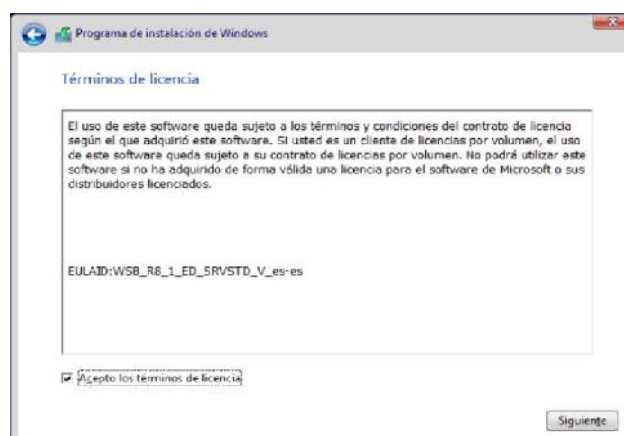 Programa de instalación de Windows
Términos de licencia
El uso de este software queda sujeto a los términos y condiciones del contrato de licencia
según el que adquirió este software. Si usted es un cliente de licencias por volumen, el uso
de este software queda sujeto a su contrato de licencias por volumen. No podrá utilizar este
software si no ha adquirido de forma válida una licencia para el software de Microsoft o sus
distribuidores licenciados.
EULAID:WSB_R8_1_ED_SRVSTD_V_es-es
Acepto los términos de licencia
Siguiente